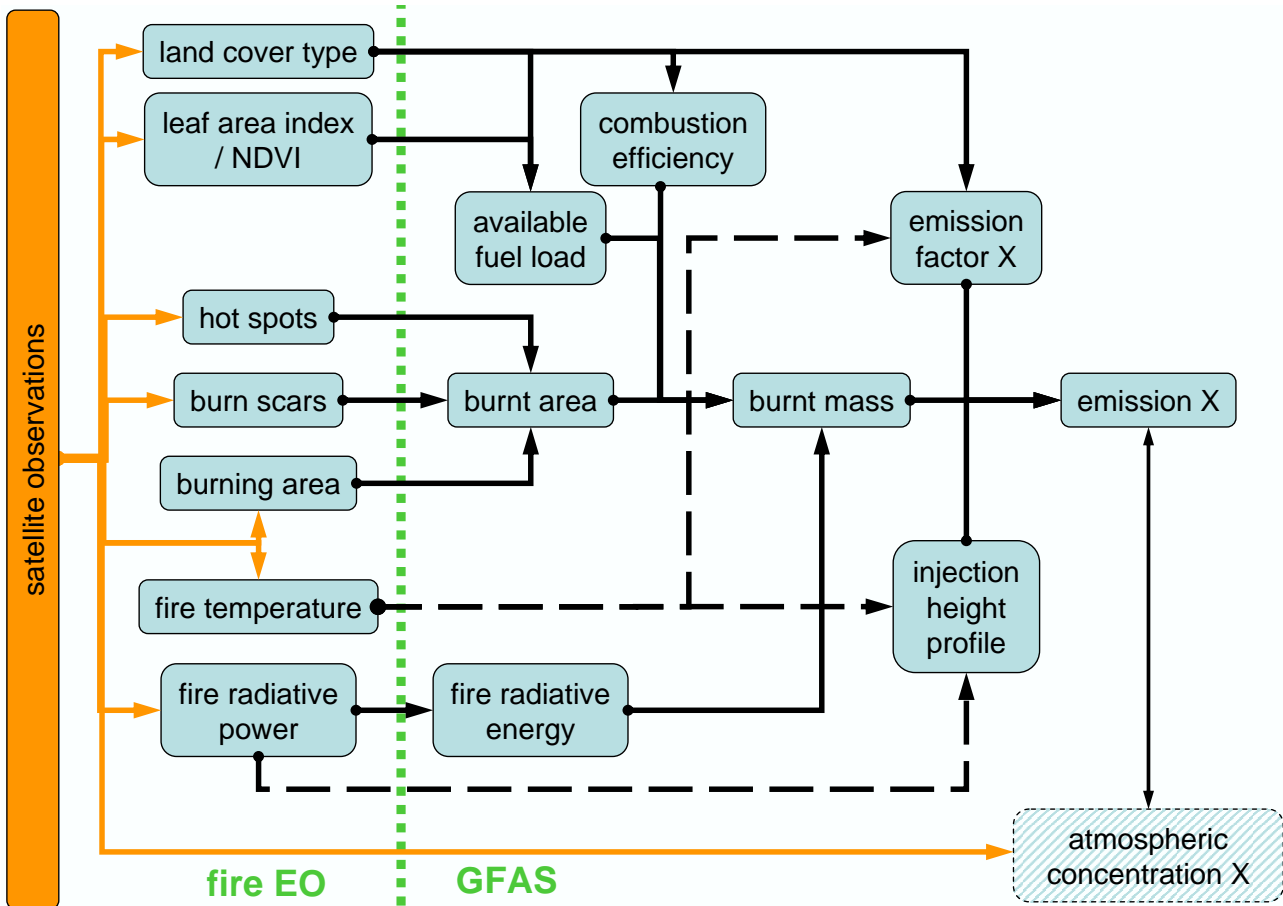 satellite observations
land cover type
leaf area index
/ NDVI
combustion
efficiency
available
fuel load
emission
factor X
hot spots
burn scars
burnt area
burnt mass
emission X
burning area
fire temperature
injection
height
profile
fire radiative
power
fire radiative
energy
atmospheric
concentration X
fire EO
GFAS